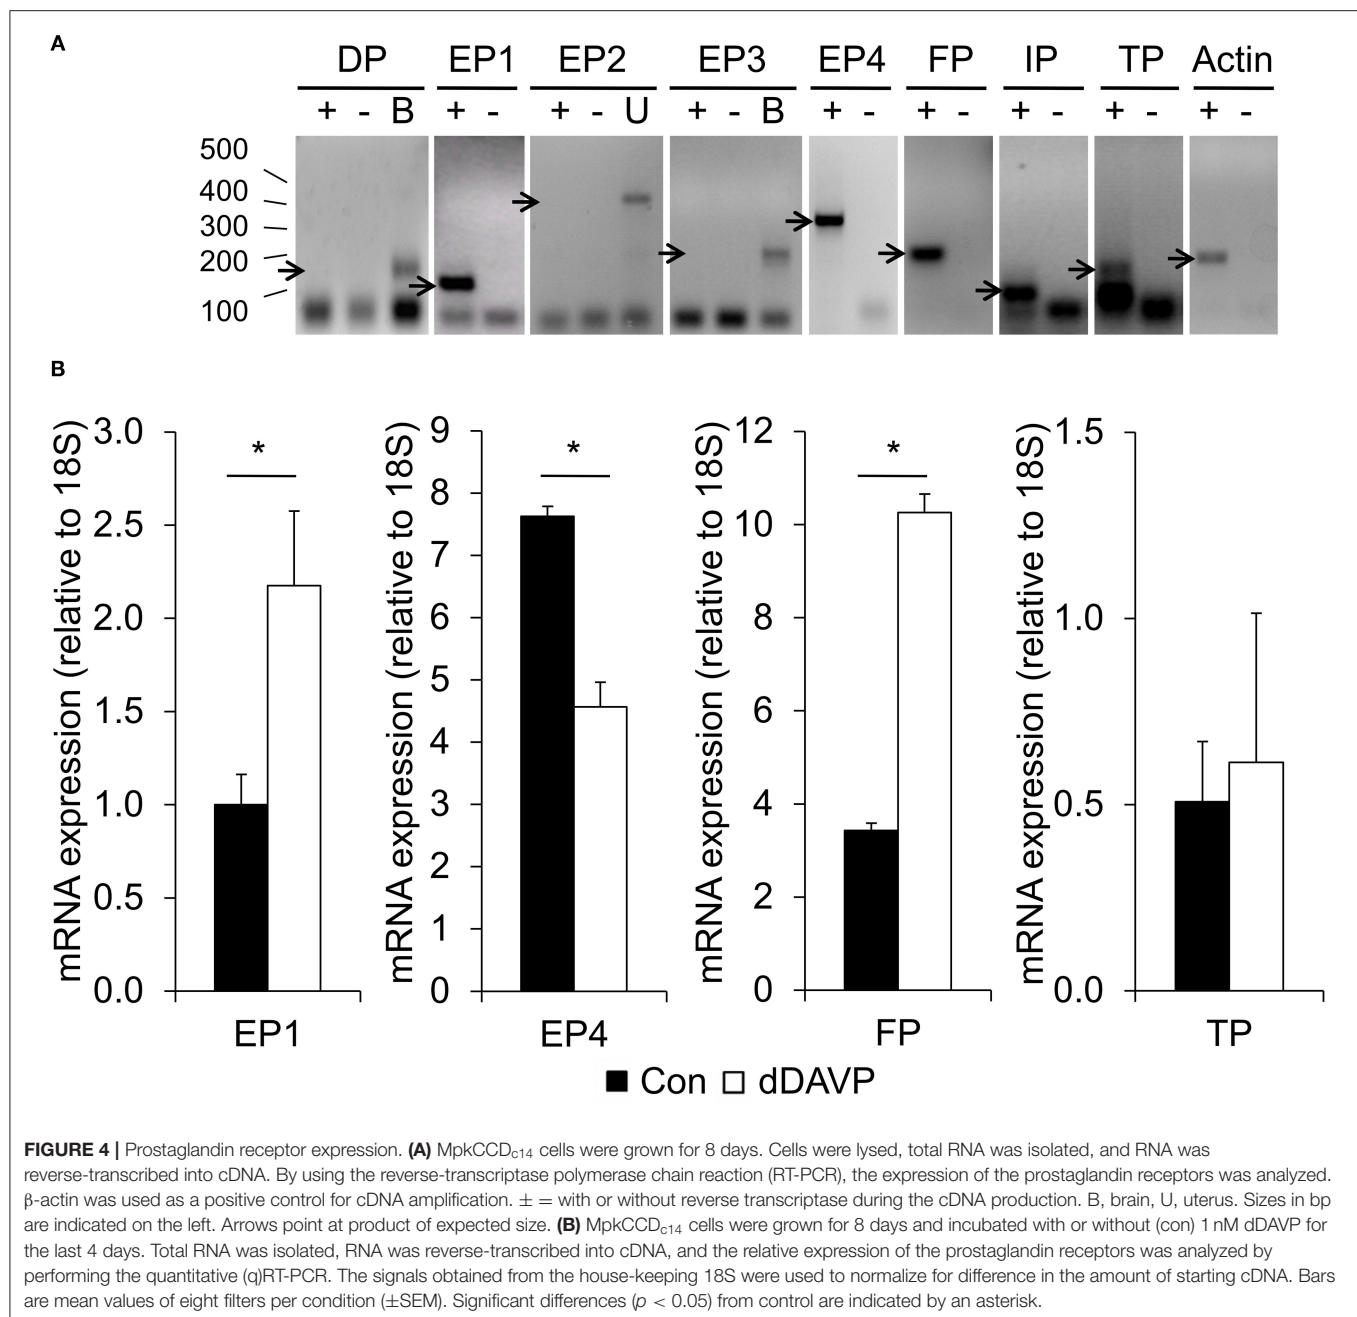 A
DP EP1 EP2 EP3 EP4 FP IP TP Actin
+ - B + - + - U + - B + - + - + - + - + -
500
400
300
200
100
B
mRNA expression (relative to 18S)
3.0
2.5
2.0
1.5
1.0
0.5
0.0
*
EP1
mRNA expression (relative to 18S)
9
8
7
6
5
4
3
2
1
0
*
EP4
mRNA expression (relative to 18S)
12
10
8
6
4
2
0
*
FP
mRNA expression (relative to 18S)
1.5
1.0
0.5
0.0
TP
Con dDAVP
FIGURE 4 | Prostaglandin receptor expression. (A) MpkCCDc14 cells were grown for 8 days. Cells were lysed, total RNA was isolated, and RNA was
reverse-transcribed into cDNA. By using the reverse-transcriptase polymerase chain reaction (RT-PCR), the expression of the prostaglandin receptors was analyzed.
β-actin was used as a positive control for cDNA amplification. ± = with or without reverse transcriptase during the cDNA production. B, brain, U, uterus. Sizes in bp
are indicated on the left. Arrows point at product of expected size. (B) MpkCCDc14 cells were grown for 8 days and incubated with or without (con) 1 nM dDAVP for
the last 4 days. Total RNA was isolated, RNA was reverse-transcribed into cDNA, and the relative expression of the prostaglandin receptors was analyzed by
performing the quantitative (q)RT-PCR. The signals obtained from the house-keeping 18S were used to normalize for difference in the amount of starting cDNA. Bars
are mean values of eight filters per condition (±SEM). Significant differences (p < 0.05) from control are indicated by an asterisk.